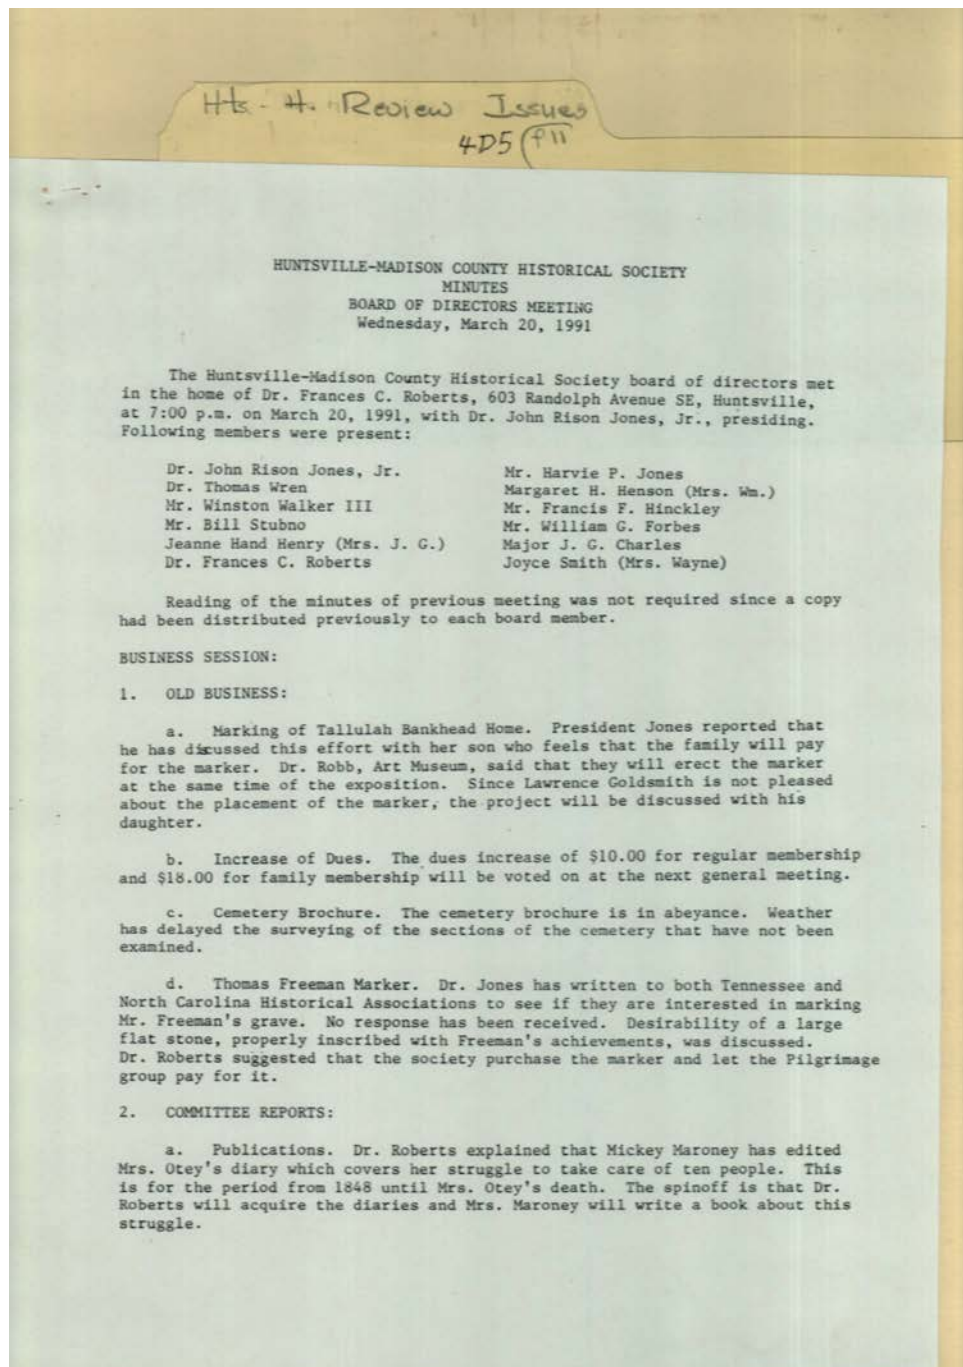 Hts - H. Review Issues
4D5 (P11
HUNTSVILLE-MADISON COUNTY HISTORICAL SOCIETY
MINUTES
BOARD OF DIRECTORS MEETING
Wednesday, March 20, 1991
The Huntsville-Madison County Historical Society board of directors met
in the home of Dr. Frances C. Roberts, 603 Randolph Avenue SE, Huntsville,
at 7:00 p.m. on March 20, 1991, with Dr. John Rison Jones, Jr., presiding.
Following members were present:
Dr. John Rison Jones, Jr.
Dr. Thomas Wren
Mr. Winston Walker III
Mr. Bill Stubno
Jeanne Hand Henry (Mrs. J. G.)
Dr. Frances C. Roberts
Mr. Harvie P. Jones
Margaret H. Henson (Mrs. Wm.)
Mr. Francis F. Hinckley
Mr. William G. Forbes
Major J. G. Charles
Joyce Smith (Mrs. Wayne)
Reading of the minutes of previous meeting was not required since a copy
had been distributed previously to each board member.
BUSINESS SESSION:
1. OLD BUSINESS:
a. Marking of Tallulah Bankhead Home. President Jones reported that
he has discussed this effort with her son who feels that the family will pay
for the marker. Dr. Robb, Art Museum, said that they will erect the marker
at the same time of the exposition. Since Lawrence Goldsmith is not pleased
about the placement of the marker, the project will be discussed with his
daughter.
b. Increase of Dues. The dues increase of $10.00 for regular membership
and $18.00 for family membership will be voted on at the next general meeting.
c. Cemetery Brochure. The cemetery brochure is in abeyance. Weather
has delayed the surveying of the sections of the cemetery that have not been
examined.
d. Thomas Freeman Marker. Dr. Jones has written to both Tennessee and
North Carolina Historical Associations to see if they are interested in marking
Mr. Freeman's grave. No response has been received. Desirability of a large
flat stone, properly inscribed with Freeman's achievements, was discussed.
Dr. Roberts suggested that the society purchase the marker and let the Pilgrimage
group pay for it.
2. COMMITTEE REPORTS:
a. Publications. Dr. Roberts explained that Mickey Maroney has edited
Mrs. Otey's diary which covers her struggle to take care of ten people. This
is for the period from 1848 until Mrs. Otey's death. The spinoff is that Dr.
Roberts will acquire the diaries and Mrs. Maroney will write a book about this
struggle.